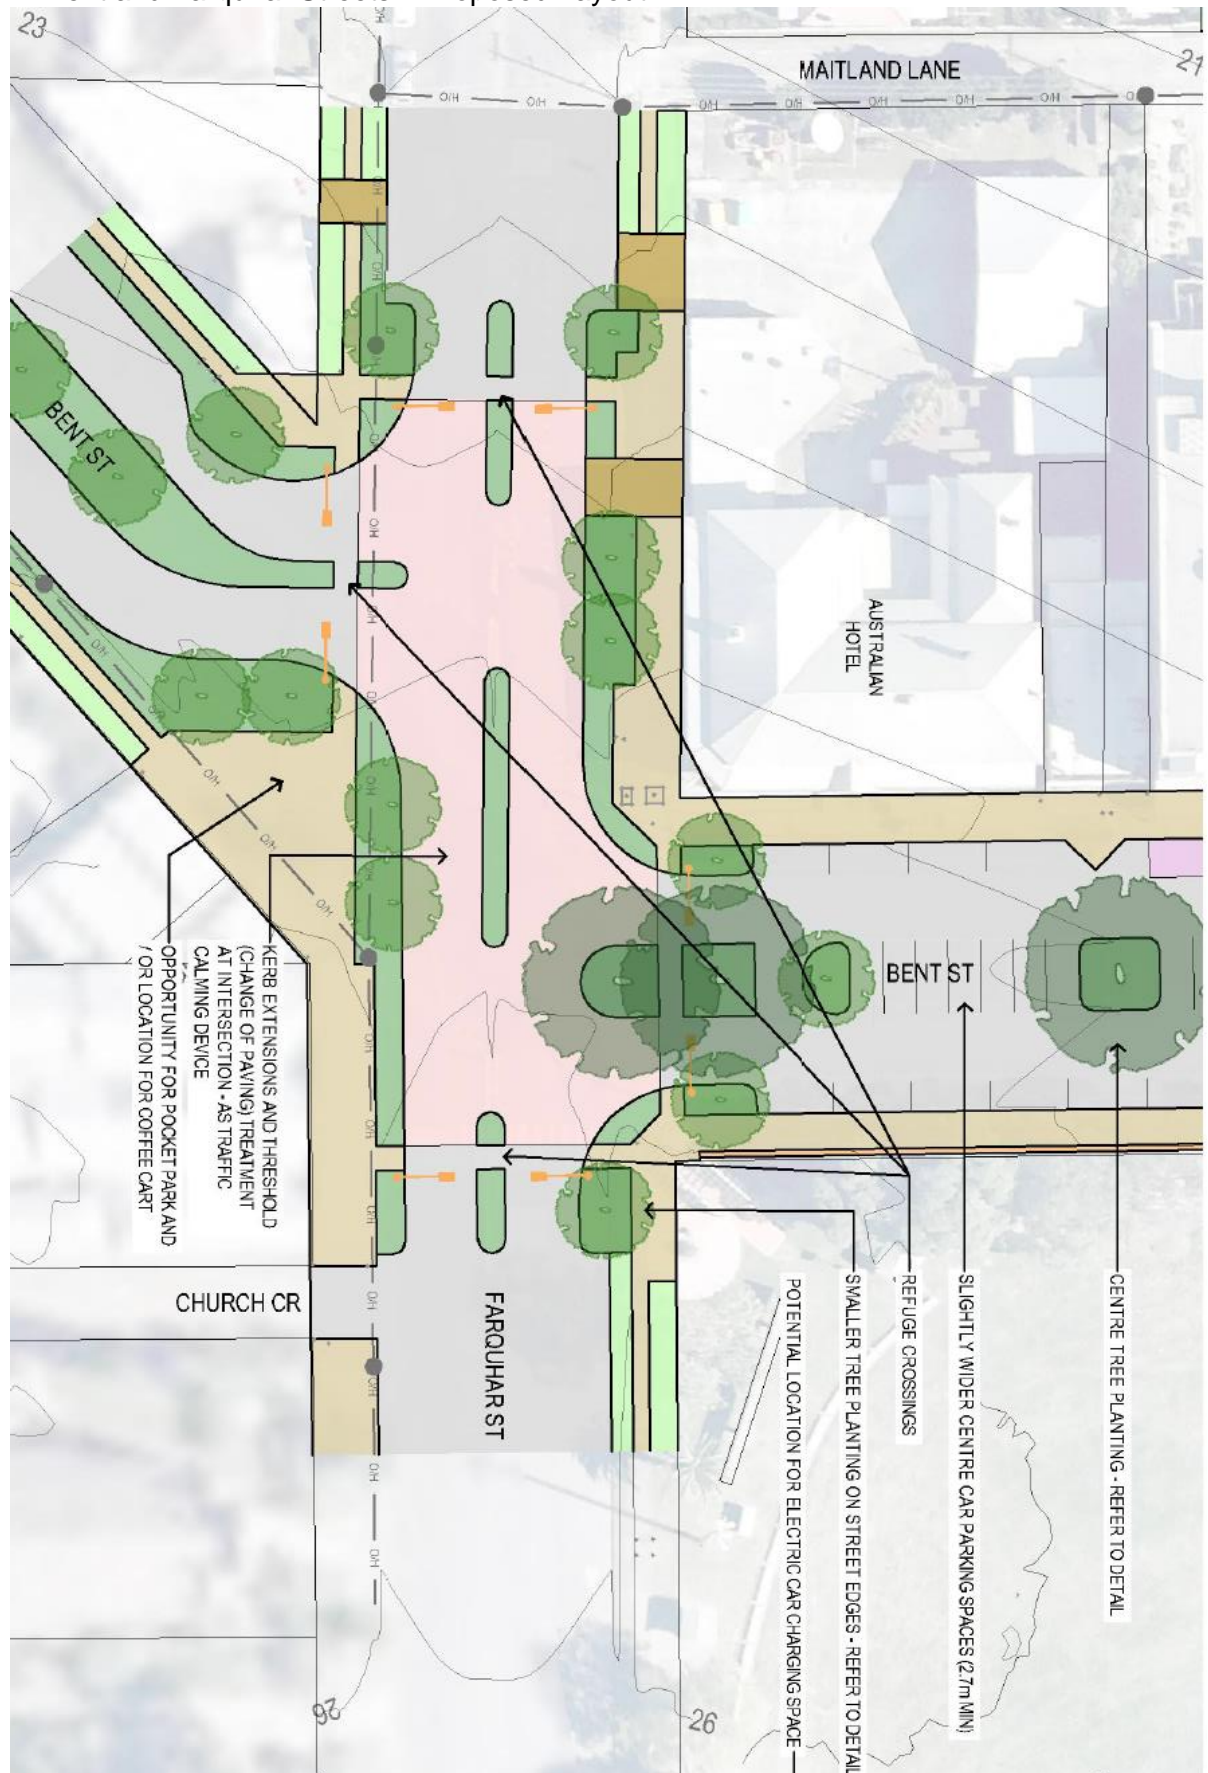 23
MAITLAND LANE
21
O/H
O/H
O/H
O/H
O/H
O/H
O/H
BENT ST
AUSTRALIAN
HOTEL
BENT ST
KERB EXTENSIONS AND THRESHOLD
(CHANGE OF PAVING) TREATMENT
AT INTERSECTION - AS TRAFFIC
CALMING DEVICE
OPPORTUNITY FOR POCKET PARK AND
/ OR LOCATION FOR COFFEE CART
CHURCH CR
FARQUHAR ST
CENTRE TREE PLANTING - REFER TO DETAIL
SLIGHTLY WIDER CENTRE CAR PARKING SPACES (2.7m MIN)
REFUGE CROSSINGS
SMALLER TREE PLANTING ON STREET EDGES - REFER TO DETAIL
POTENTIAL LOCATION FOR ELECTRIC CAR CHARGING SPACE
26
26